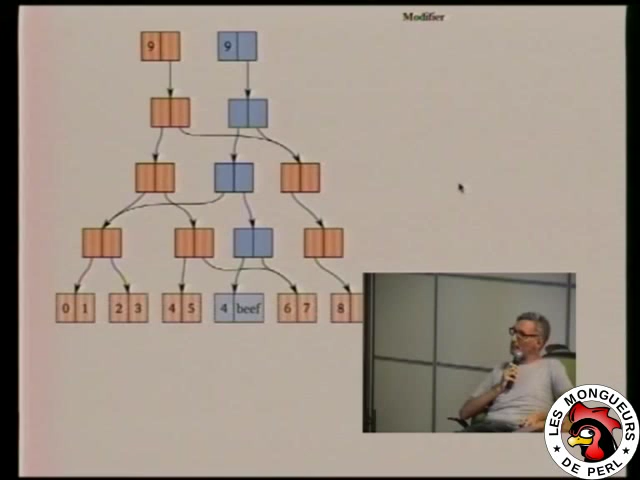 Modifier
9
9
0 1
2 3
4 5
4 beef
6 7
8
LES MONGUEURS
DE PERL